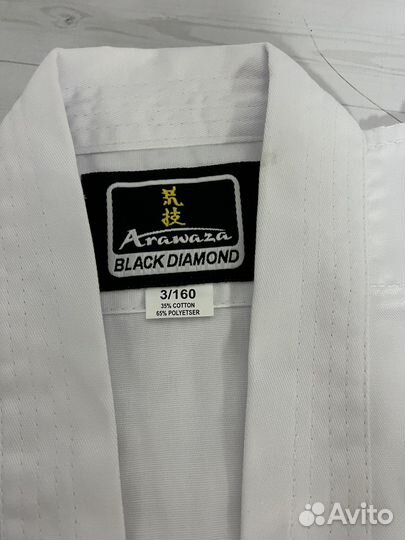 荒
技
Arawaza
BLACK DIAMOND
3/160
35% COTTON
65% POLYETSER
Avito